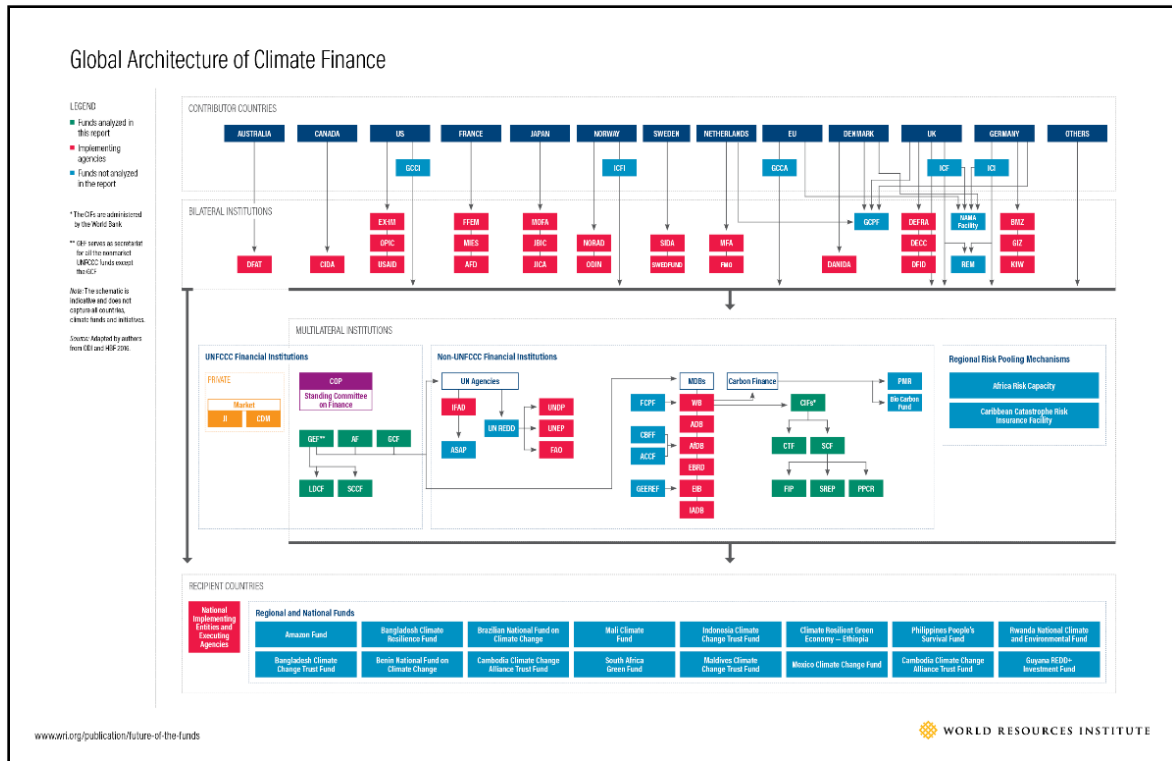 Global Architecture of Climate Finance
LEGEND
Funds analyzed in
this report
Implementing
agencies
Funds not analyzed
in the report
* The CIFs are administered
by the World Bank
** GEF serves as secretariat
for all the nonmarket
UNFCCC funds except
the GCF
Note: The schematic is
indicative and does not
capture all countries,
climate funds and initiatives.
Source: Adapted by authors
from ODI and HBF 2016.
CONTRIBUTOR COUNTRIES
AUSTRALIA
CANADA
US
FRANCE
JAPAN
NORWAY
SWEDEN
NETHERLANDS
EU
DENMARK
UK
GERMANY
OTHERS
GCCI
ICFI
GCCA
ICF
ICI
BILATERAL INSTITUTIONS
EX-IM
FFEM
MOFA
GCPF
DEFRA
NAMA
Facility
BMZ
OPIC
MIES
JBIC
NORAD
SIDA
MFA
DECC
GIZ
DFAT
CIDA
USAID
AFD
JICA
ODIN
SWEDFUND
FMO
DANIDA
DFID
REM
KfW
MULTILATERAL INSTITUTIONS
UNFCCC Financial Institutions
PRIVATE
Market
JI
CDM
COP
Standing Committee
on Finance
GEF**
AF
GCF
LDCF
SCCF
Non-UNFCCC Financial Institutions
UN Agencies
IFAD
ASAP
UN REDD
UNDP
UNEP
FAO
MDBs
FCPF
WB
ADB
CBFF
AfDB
ACCF
EBRD
GEEREF
EIB
IADB
Carbon Finance
PMR
Bio Carbon
Fund
CIFs*
CTF
SCF
FIP
SREP
PPCR
Regional Risk Pooling Mechanisms
Africa Risk Capacity
Caribbean Catastrophe Risk
Insurance Facility
RECIPIENT COUNTRIES
National
Implementing
Entities and
Executing
Agencies
Regional and National Funds
Amazon Fund
Bangladesh Climate
Resilience Fund
Brazilian National Fund on
Climate Change
Mali Climate
Fund
Indonesia Climate
Change Trust Fund
Climate Resilient Green
Economy — Ethiopia
Philippines People's
Survival Fund
Rwanda National Climate
and Environmental Fund
Bangladesh Climate
Change Trust Fund
Benin National Fund on
Climate Change
Cambodia Climate Change
Alliance Trust Fund
South Africa
Green Fund
Maldives Climate
Change Trust Fund
Mexico Climate Change Fund
Cambodia Climate Change
Alliance Trust Fund
Guyana REDD+
Investment Fund
www.wri.org/publication/future-of-the-funds
WORLD RESOURCES INSTITUTE